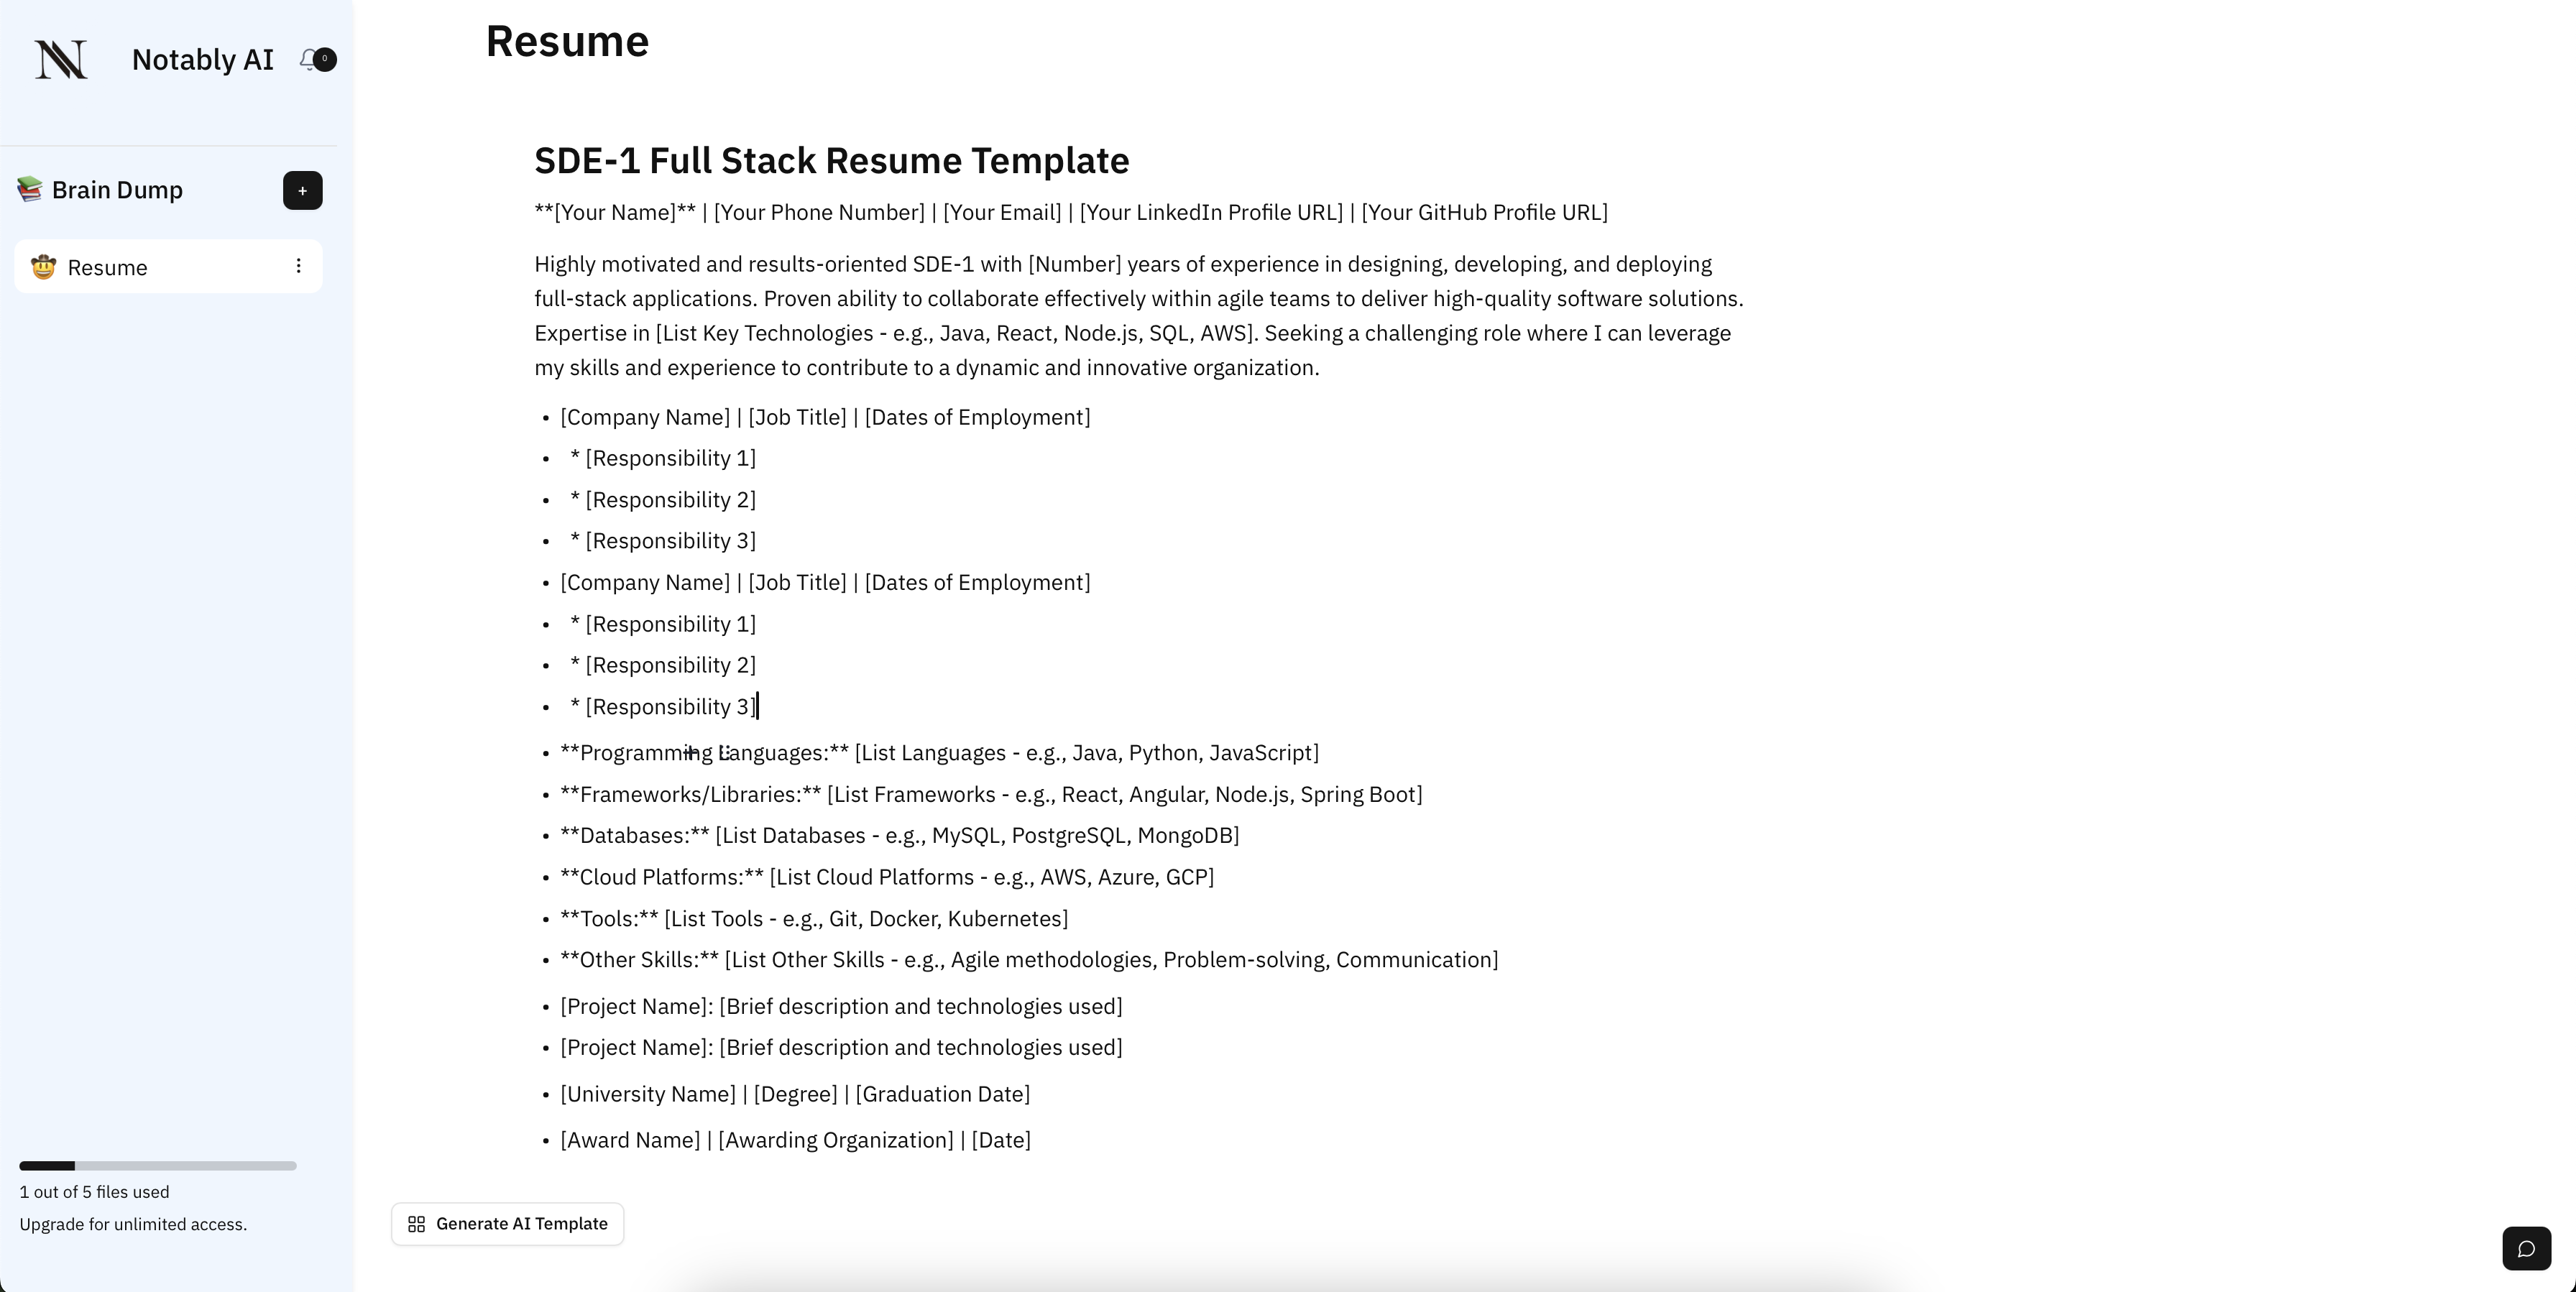 N Notably AI 0
Brain Dump +
Resume
1 out of 5 files used
Upgrade for unlimited access.
Resume
SDE-1 Full Stack Resume Template
**[Your Name]** | [Your Phone Number] | [Your Email] | [Your LinkedIn Profile URL] | [Your GitHub Profile URL]
Highly motivated and results-oriented SDE-1 with [Number] years of experience in designing, developing, and deploying
full-stack applications. Proven ability to collaborate effectively within agile teams to deliver high-quality software solutions.
Expertise in [List Key Technologies - e.g., Java, React, Node.js, SQL, AWS]. Seeking a challenging role where I can leverage
my skills and experience to contribute to a dynamic and innovative organization.
• [Company Name] | [Job Title] | [Dates of Employment]
• * [Responsibility 1]
• * [Responsibility 2]
• * [Responsibility 3]
• [Company Name] | [Job Title] | [Dates of Employment]
• * [Responsibility 1]
• * [Responsibility 2]
• * [Responsibility 3]
• **Programming Languages:** [List Languages - e.g., Java, Python, JavaScript]
• **Frameworks/Libraries:** [List Frameworks - e.g., React, Angular, Node.js, Spring Boot]
• **Databases:** [List Databases - e.g., MySQL, PostgreSQL, MongoDB]
• **Cloud Platforms:** [List Cloud Platforms - e.g., AWS, Azure, GCP]
• **Tools:** [List Tools - e.g., Git, Docker, Kubernetes]
• **Other Skills:** [List Other Skills - e.g., Agile methodologies, Problem-solving, Communication]
• [Project Name]: [Brief description and technologies used]
• [Project Name]: [Brief description and technologies used]
• [University Name] | [Degree] | [Graduation Date]
• [Award Name] | [Awarding Organization] | [Date]
Generate AI Template